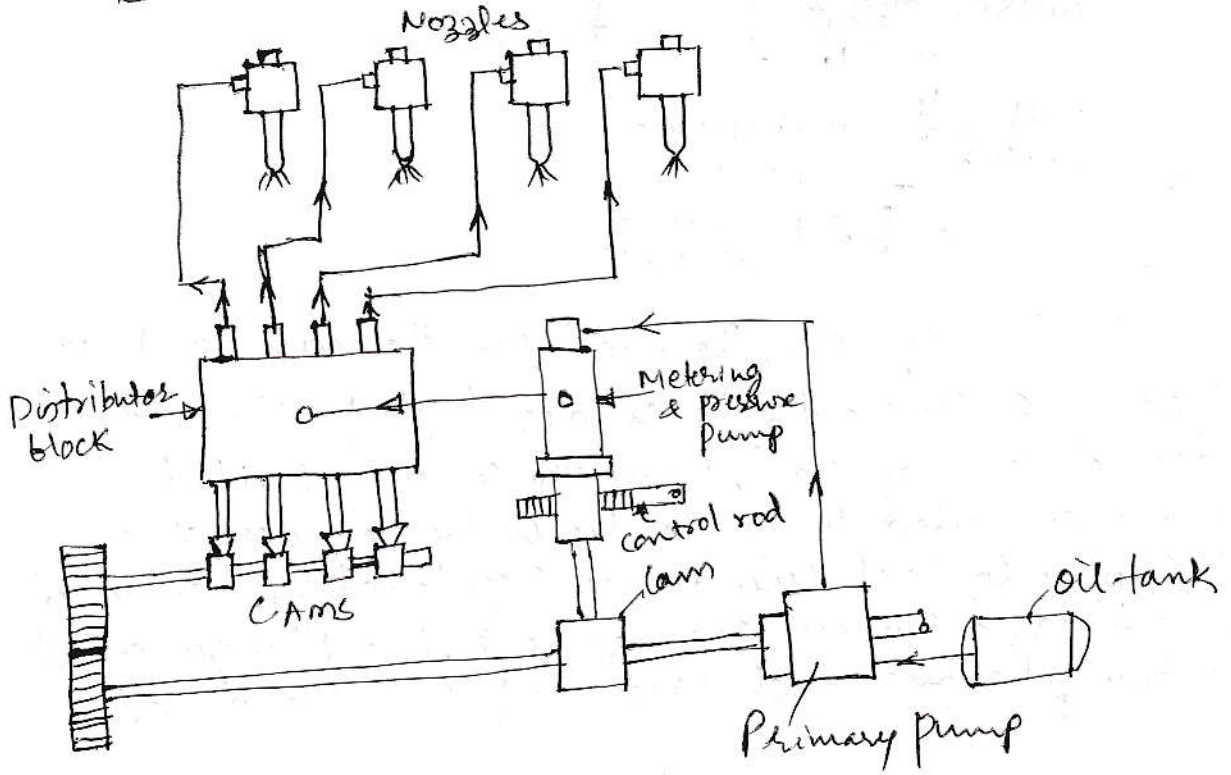 Nozzles
Distributor
block
Metering
& pressure
pump
control rod
Cam
CAMS
oil tank
Primary pump